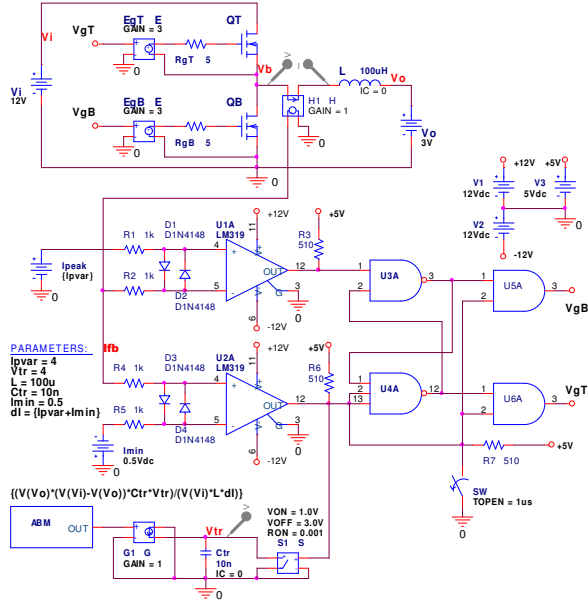 Vi
VgT
EgT E
GAIN = 3
RgT 5
QT
Vb
V
I
L 100uH
IC = 0
Vo
Vi
12V
VgB
EgB E
GAIN = 3
RgB 5
QB
H1 H
GAIN = 1
Vo
3V
0
0
0
0
0
+12V
V1
12Vdc
V3
5Vdc
+5V
V2
12Vdc
0
-12V
R1 1k
D1
D1N4148
U1A
LM319
+12V
11
R3
510
+5V
4
V+
OUT
12
Ipeak
{Ipvar}
R2 1k
D2
D1N4148
5
G
V-
3
6
-12V
0
0
U3A
1
2
3
U5A
1
2
3
VgB
PARAMETERS:
Ipvar = 4
Vtr = 4
L = 100u
Ctr = 10n
Imin = 0.5
dI = {Ipvar+Imin}
Ifb
R4 1k
D3
D1N4148
U2A
LM319
+12V
11
R6
510
+5V
4
V+
OUT
12
R5 1k
D4
D1N4148
5
G
V-
3
6
-12V
0
0
Imin
0.5Vdc
U4A
1
2
13
12
U6A
1
2
3
VgT
R7 510
+5V
SW
TOPEN = 1us
0
{(V(Vo)*(V(Vi)-V(Vo))*Ctr*Vtr/(V(Vi)*L*dI)}
ABM
OUT
G1 G
GAIN = 1
Vtr
V
Ctr
10n
IC = 0
VON = 1.0V
VOFF = 3.0V
RON = 0.001
S1 S
0